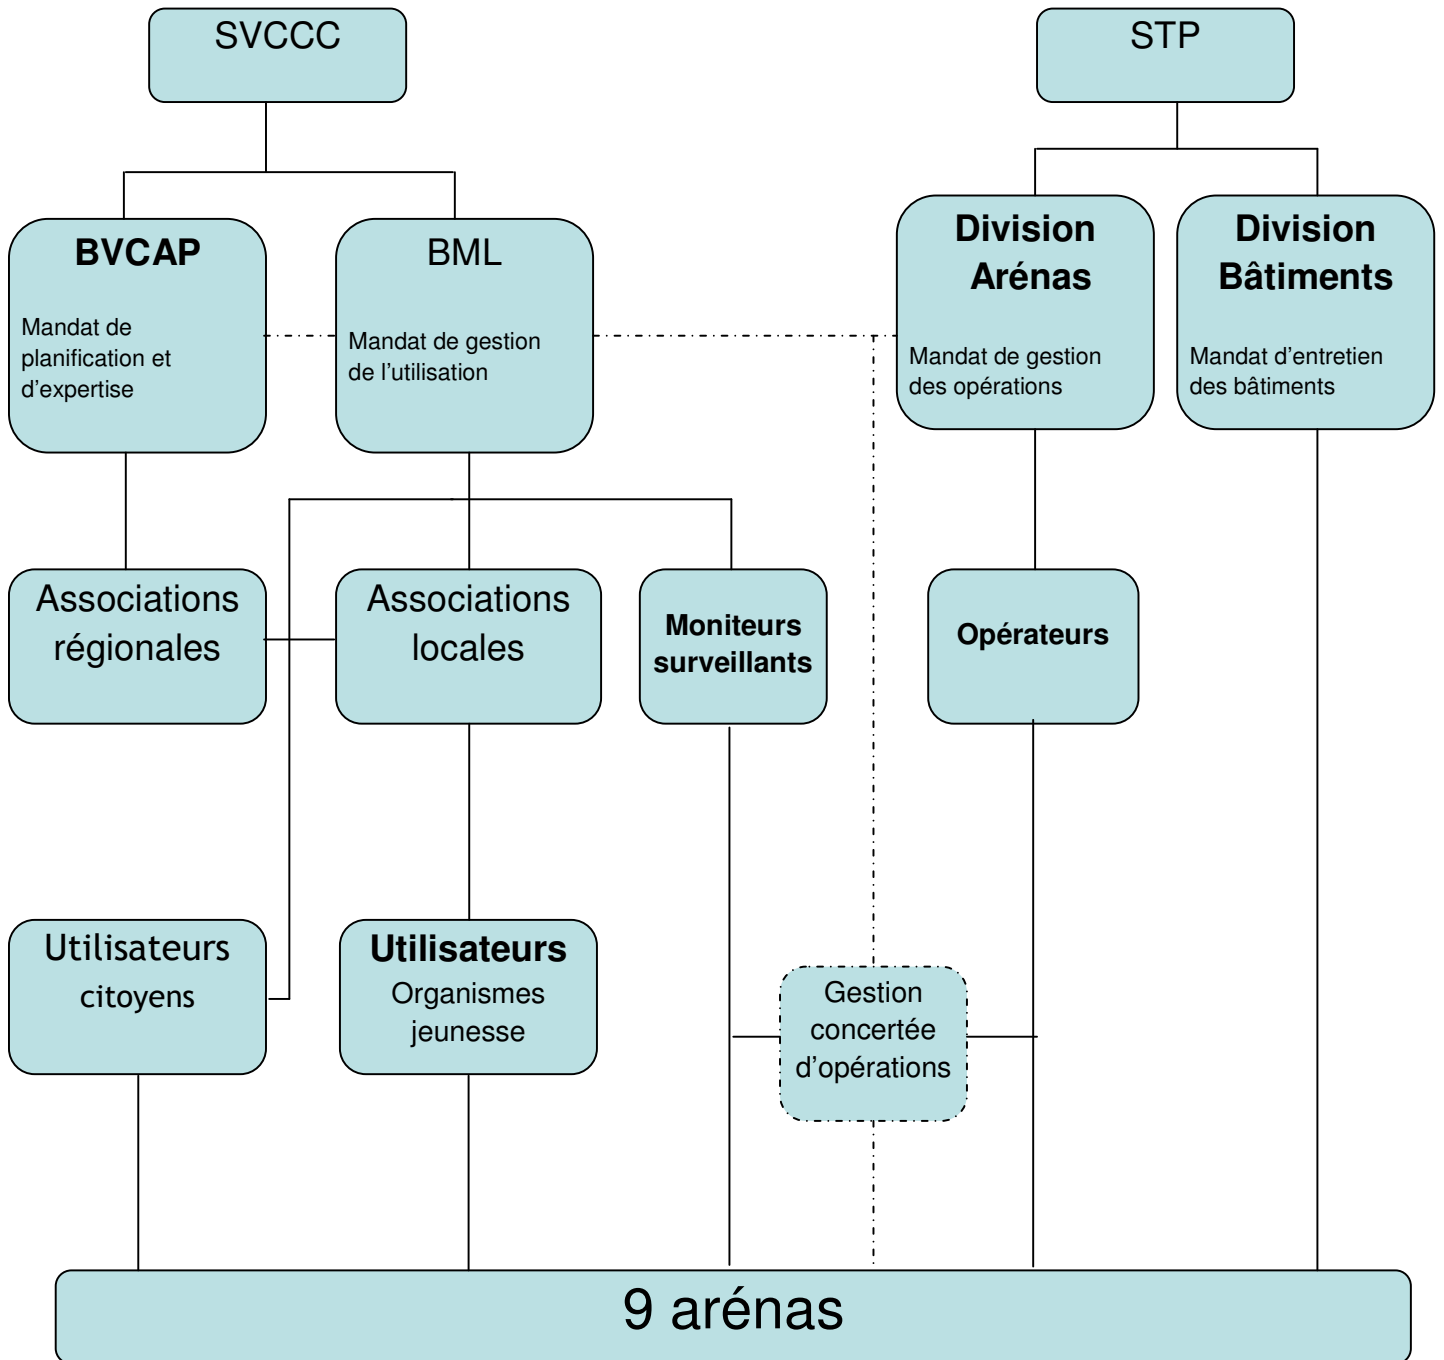 SVCCC
STP
BVCAP
Mandat de
planification et
d'expertise
BML
Mandat de gestion
de l'utilisation
Division
Arénas
Mandat de gestion
des opérations
Division
Bâtiments
Mandat d'entretien
des bâtiments
Associations
régionales
Associations
locales
Moniteurs
surveillants
Opérateurs
Utilisateurs
citoyens
Utilisateurs
Organismes
jeunesse
Gestion
concertée
d'opérations
9 arénas